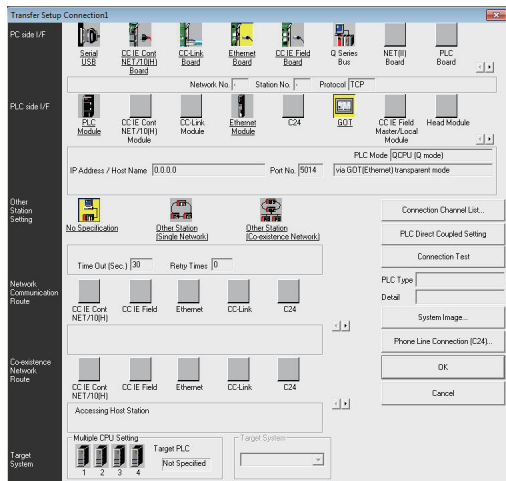 Transfer Setup Connection1
PC side I/F
Serial USB
CC IE Cont NET/10(H) Board
CC-Link Board
Ethernet Board
CC IE Field Board
Q Series Bus
NET(II) Board
PLC Board
Network No. - Station No. - Protocol TCP
PLC side I/F
PLC Module
CC IE Cont NET/10(H) Module
CC-Link Module
Ethernet Module
C24
GOT
CC IE Field Master/Local Module
Head Module
PLC Mode QCPU (Q mode)
IP Address / Host Name 0.0.0.0 Port No. 5014 via GOT(Ethernet) transparent mode
Other Station Setting
No Specification
Other Station (Single Network)
Other Station (Co-existence Network)
Time Out (Sec.) 30 Retry Times 0
Connection Channel List...
PLC Direct Coupled Setting
Connection Test
PLC Type
Detail
System Image...
Phone Line Connection (C24)...
OK
Cancel
Network Communication Route
CC IE Cont NET/10(H)
CC IE Field
Ethernet
CC-Link
C24
Co-existence Network Route
CC IE Cont NET/10(H)
CC IE Field
Ethernet
CC-Link
C24
Accessing Host Station
Target System
Multiple CPU Setting
1 2 3 4
Target PLC
Not Specified
Target System